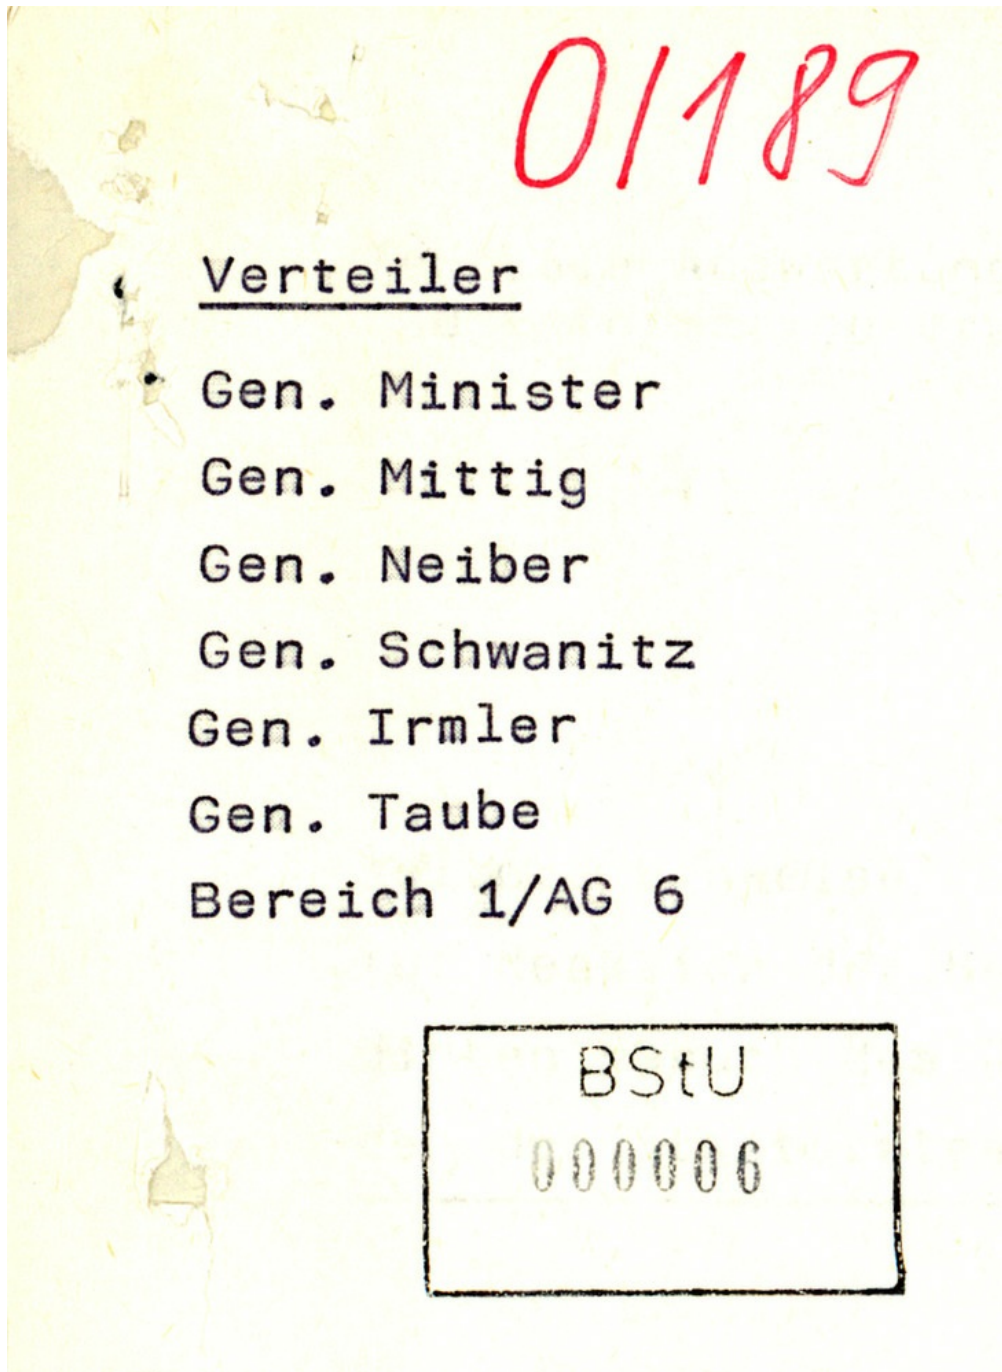 01189
Verteiler
Gen. Minister
Gen. Mittig
Gen. Neiber
Gen. Schwanitz
Gen. Irmler
Gen. Taube
Bereich 1/AG 6
BStU
000006